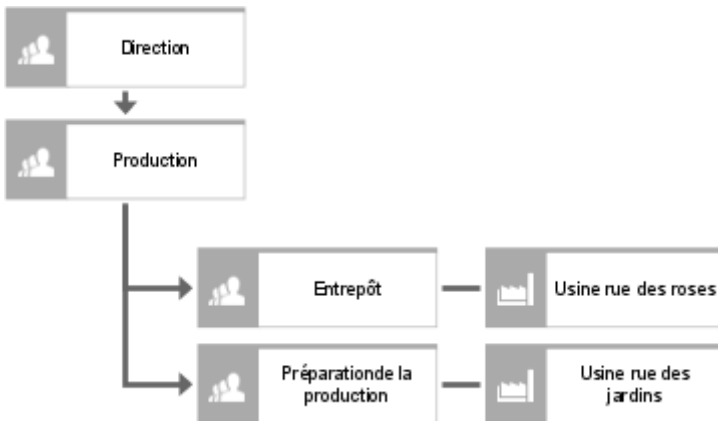 Direction
Production
Entrepôt
Usine rue des roses
Préparationde la
production
Usine rue des
jardins